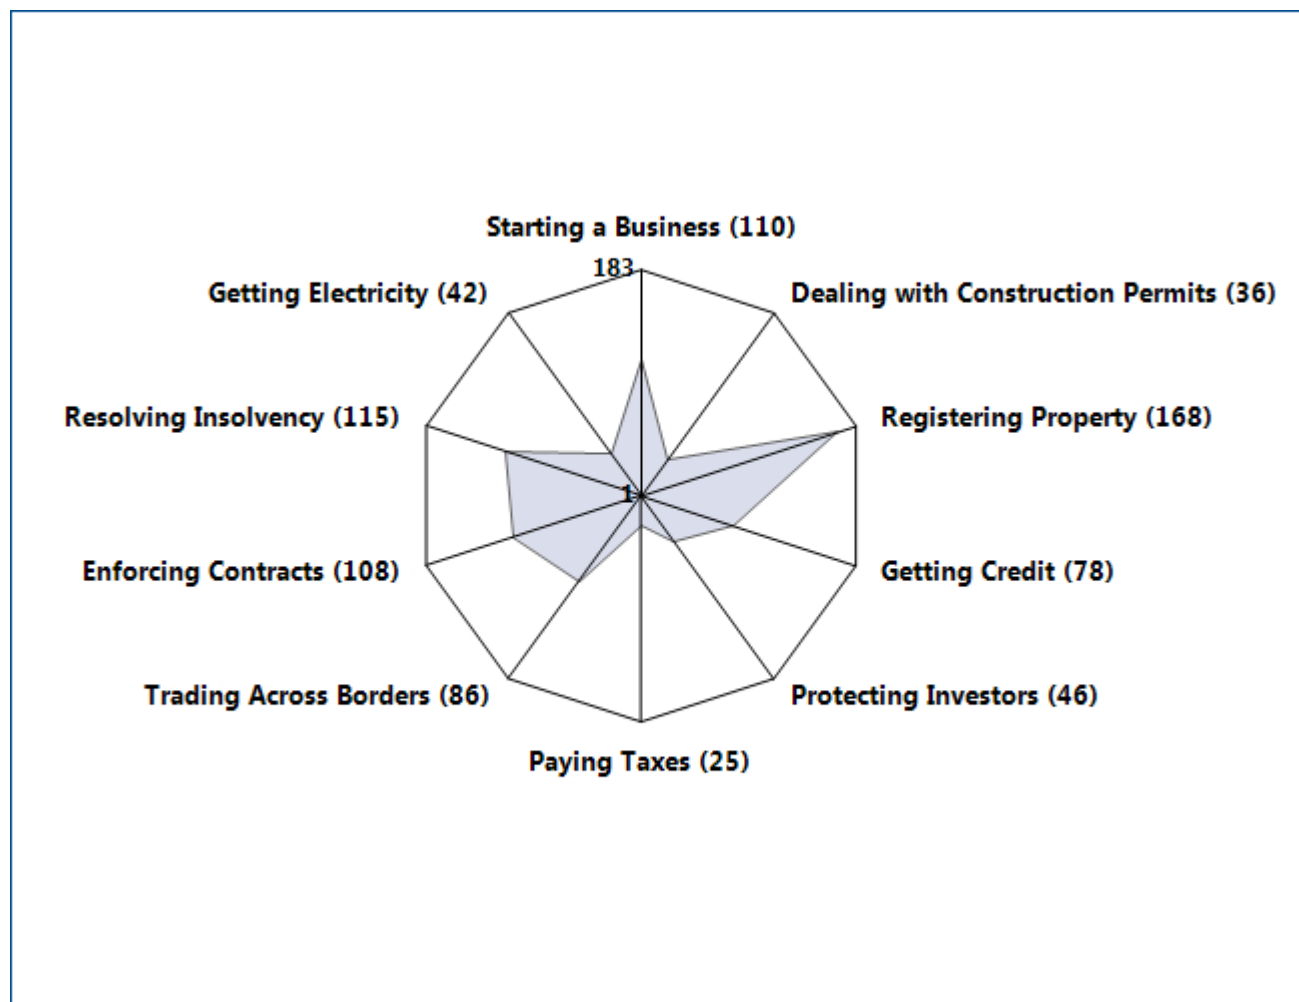 Starting a Business (110)
183
Getting Electricity (42)
Dealing with Construction Permits (36)
Resolving Insolvency (115)
Registering Property (168)
1
Enforcing Contracts (108)
Getting Credit (78)
Trading Across Borders (86)
Protecting Investors (46)
Paying Taxes (25)